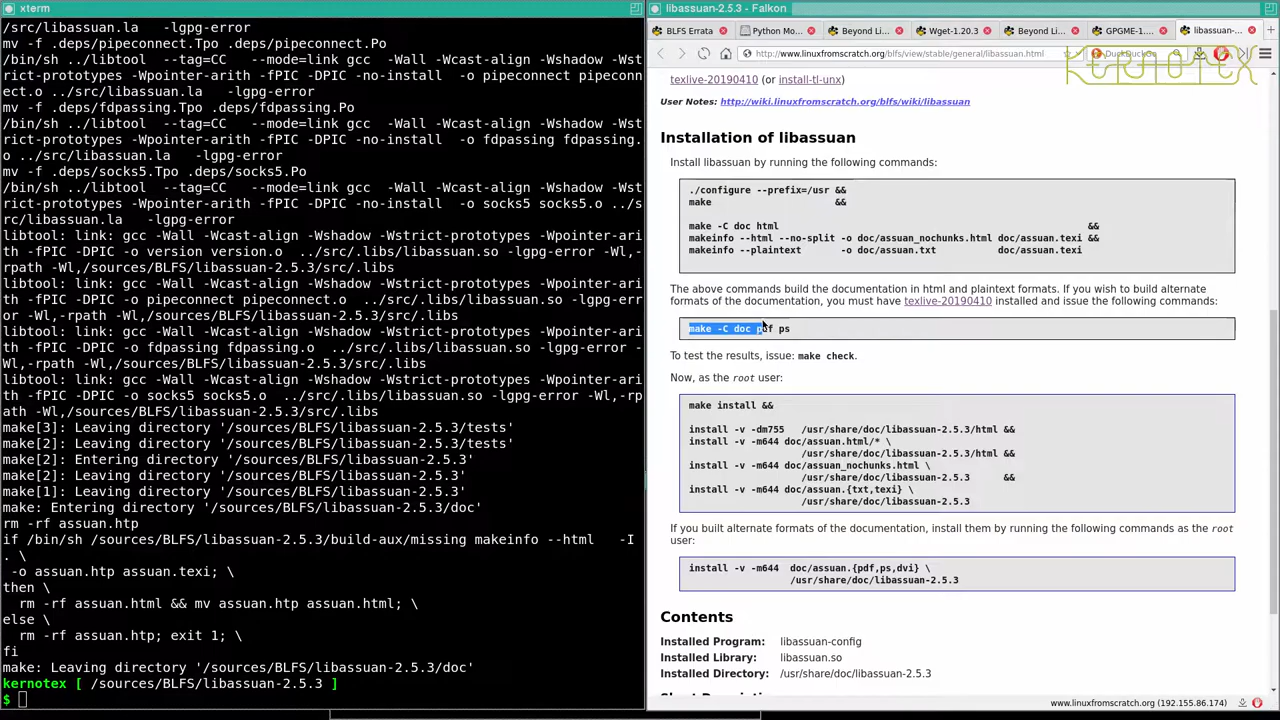 xterm
/src/libassuan.la  -lgpg-error
mv -f .deps/pipeconnect.Tpo .deps/pipeconnect.Po
/bin/sh ../libtool  --tag=CC   --mode=link gcc  -Wall -Wcast-align -Wshadow -Wst
rict-prototypes -Wpointer-arith -fPIC -DPIC -no-install  -o pipeconnect pipeconn
ect.o ../src/libassuan.la   -lgpg-error
mv -f .deps/fdpassing.Tpo .deps/fdpassing.Po
/bin/sh ../libtool  --tag=CC   --mode=link gcc  -Wall -Wcast-align -Wshadow -Wst
rict-prototypes -Wpointer-arith -fPIC -DPIC -no-install  -o fdpassing fdpassing.
o ../src/libassuan.la   -lgpg-error
mv -f .deps/socks5.Tpo .deps/socks5.Po
/bin/sh ../libtool  --tag=CC   --mode=link gcc  -Wall -Wcast-align -Wshadow -Wst
rict-prototypes -Wpointer-arith -fPIC -DPIC -no-install  -o socks5 socks5.o ../s
rc/libassuan.la   -lgpg-error
libtool: link: gcc -Wall -Wcast-align -Wshadow -Wstrict-prototypes -Wpointer-ari
th -fPIC -DPIC -o version version.o  ../src/.libs/libassuan.so -lgpg-error -Wl,-
rpath -Wl,/sources/BLFS/libassuan-2.5.3/src/.libs
libtool: link: gcc -Wall -Wcast-align -Wshadow -Wstrict-prototypes -Wpointer-ari
th -fPIC -DPIC -o pipeconnect pipeconnect.o  ../src/.libs/libassuan.so -lgpg-err
or -Wl,-rpath -Wl,/sources/BLFS/libassuan-2.5.3/src/.libs
libtool: link: gcc -Wall -Wcast-align -Wshadow -Wstrict-prototypes -Wpointer-ari
th -fPIC -DPIC -o fdpassing fdpassing.o  ../src/.libs/libassuan.so -lgpg-error -
Wl,-rpath -Wl,/sources/BLFS/libassuan-2.5.3/src/.libs
libtool: link: gcc -Wall -Wcast-align -Wshadow -Wstrict-prototypes -Wpointer-ari
th -fPIC -DPIC -o socks5 socks5.o  ../src/.libs/libassuan.so -lgpg-error -Wl,-rp
ath -Wl,/sources/BLFS/libassuan-2.5.3/src/.libs
make[3]: Leaving directory '/sources/BLFS/libassuan-2.5.3/tests'
make[2]: Leaving directory '/sources/BLFS/libassuan-2.5.3/tests'
make[2]: Entering directory '/sources/BLFS/libassuan-2.5.3'
make[2]: Leaving directory '/sources/BLFS/libassuan-2.5.3'
make[1]: Leaving directory '/sources/BLFS/libassuan-2.5.3'
make: Entering directory '/sources/BLFS/libassuan-2.5.3/doc'
rm -rf assuan.htp
if /bin/sh /sources/BLFS/libassuan-2.5.3/build-aux/missing makeinfo --html   -I
. \
 -o assuan.htp assuan.texi; \
then \
  rm -rf assuan.html && mv assuan.htp assuan.html; \
else \
  rm -rf assuan.htp; exit 1; \
fi
make: Leaving directory '/sources/BLFS/libassuan-2.5.3/doc'
kernotex [ /sources/BLFS/libassuan-2.5.3 ]
$
libassuan-2.5.3 - Falkon
BLFS Errata
Python Mo...
Beyond Li...
Wget-1.20.3
Beyond Li...
GPGME-1....
libassuan-...
http://www.linuxfromscratch.org/blfs/view/stable/general/libassuan.html
DuckDuckGo
KERNOTEX
texlive-20190410 (or install-tl-unx)
User Notes: http://wiki.linuxfromscratch.org/blfs/wiki/libassuan
Installation of libassuan
Install libassuan by running the following commands:
./configure --prefix=/usr &&
make                      &&
make -C doc html                                                 &&
makeinfo --html --no-split -o doc/assuan_nochunks.html doc/assuan.texi &&
makeinfo --plaintext       -o doc/assuan.txt           doc/assuan.texi
The above commands build the documentation in html and plaintext formats. If you wish to build alternate
formats of the documentation, you must have texlive-20190410 installed and issue the following commands:
make -C doc pdf ps
To test the results, issue: make check.
Now, as the root user:
make install &&
install -v -dm755   /usr/share/doc/libassuan-2.5.3/html &&
install -v -m644 doc/assuan.html/* \
/usr/share/doc/libassuan-2.5.3/html &&
install -v -m644 doc/assuan_nochunks.html \
/usr/share/doc/libassuan-2.5.3      &&
install -v -m644 doc/assuan.{txt,texi} \
/usr/share/doc/libassuan-2.5.3
If you built alternate formats of the documentation, install them by running the following commands as the root
user:
install -v -m644  doc/assuan.{pdf,ps,dvi} \
/usr/share/doc/libassuan-2.5.3
Contents
Installed Program: libassuan-config
Installed Library: libassuan.so
Installed Directory: /usr/share/doc/libassuan-2.5.3
www.linuxfromscratch.org (192.155.86.174)